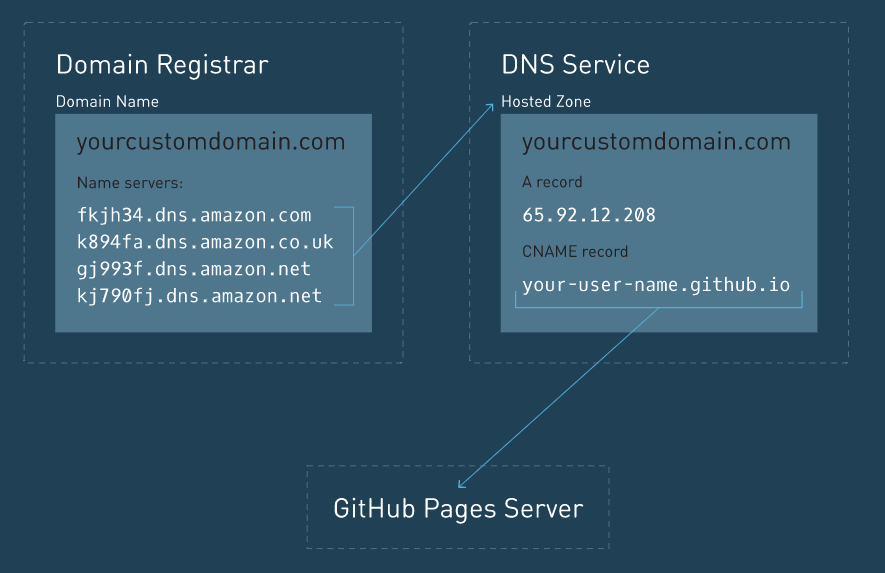 Domain Registrar
Domain Name
yourcustomdomain.com
Name servers:
fkjh34.dns.amazon.com
k894fa.dns.amazon.co.uk
gj993f.dns.amazon.net
kj790fj.dns.amazon.net
DNS Service
Hosted Zone
yourcustomdomain.com
A record
65.92.12.208
CNAME record
your-user-name.github.io
GitHub Pages Server